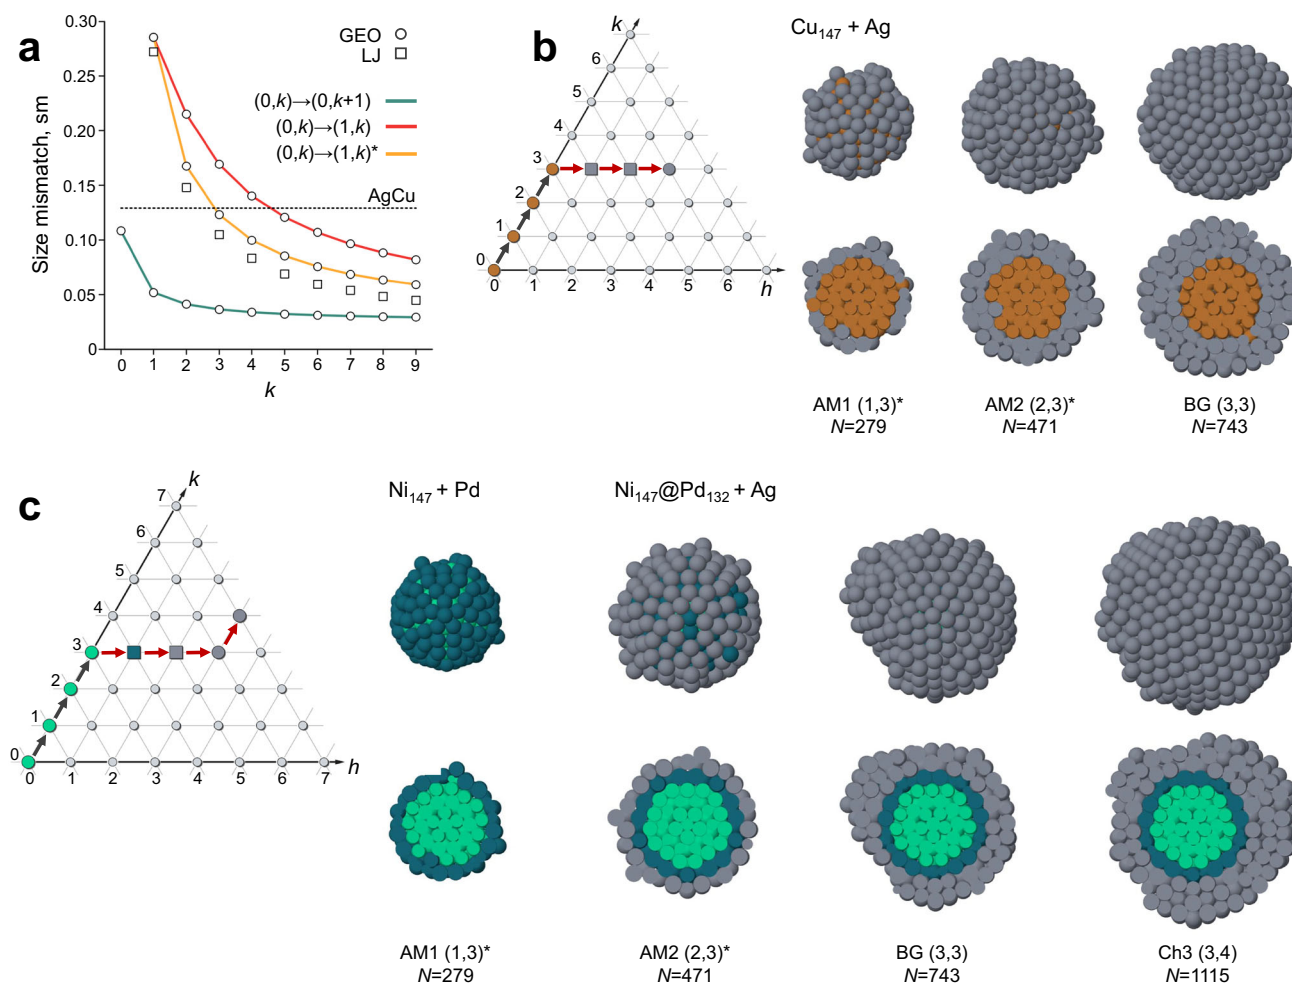 a
0.30
0.25
0.20
0.15
0.10
0.05
0
Size mismatch, sm
0 1 2 3 4 5 6 7 8 9
k
GEO
LJ
(0,k)→(0,k+1)
(0,k)→(1,k)
(0,k)→(1,k)*
AgCu
b
k
6
5
4
3
2
1
0
0 1 2 3 4 5 6 7
h
Cu147 + Ag
AM1 (1,3)*
N=279
AM2 (2,3)*
N=471
BG (3,3)
N=743
c
k
7
6
5
4
3
2
1
0
0 1 2 3 4 5 6 7
h
Ni147 + Pd
Ni147@Pd132 + Ag
AM1 (1,3)*
N=279
AM2 (2,3)*
N=471
BG (3,3)
N=743
Ch3 (3,4)
N=1115